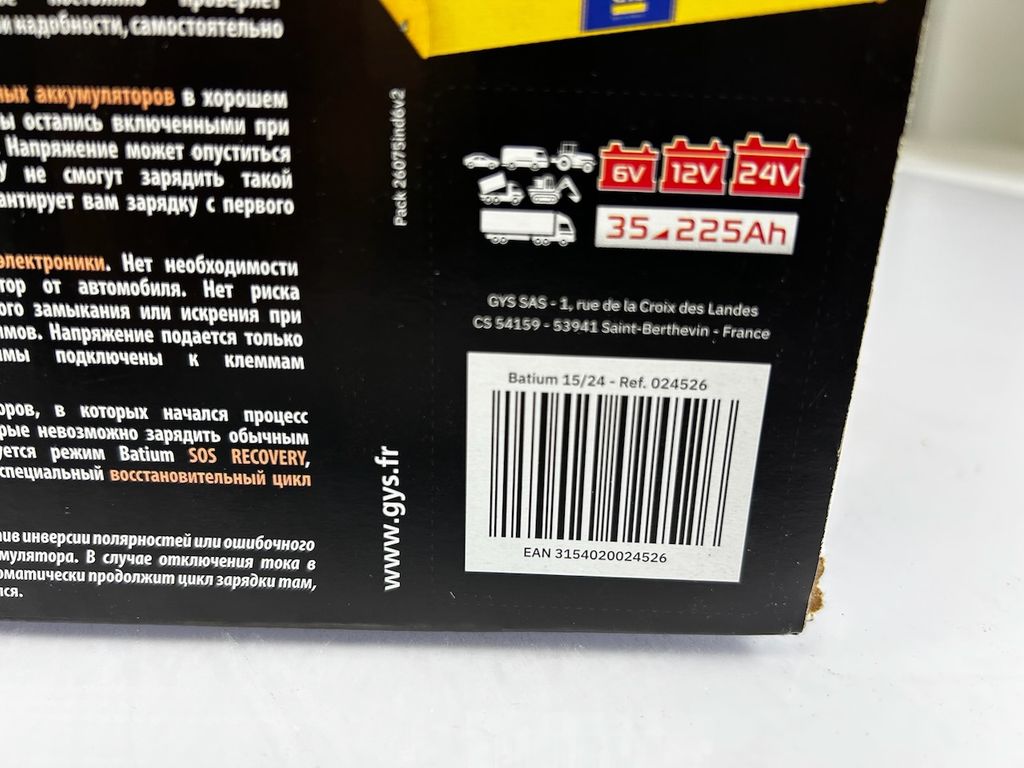 и надобности, самостоятельно
ных аккумуляторов в хорошем
ы остались включенными при
Напряжение может опуститься
у не смогут зарядить такой
антирует вам зарядку с первого
электроники. Нет необходимости
тор от автомобиля. Нет риска
ого замыкания или искрения при
имов. Напряжение подается только
имы подключены к клеммам
оров, в которых начался процесс
рые невозможно зарядить обычным
уется режим Batium SOS RECOVERY,
специальный восстановительный цикл
ив инверсии полярностей или ошибочного
мулятора. В случае отключения тока в
оматически продолжит цикл зарядки там,
лся.
Pack 26075ind6v2
www.gys.fr
6V 12V 24V
35 225Ah
GYS SAS - 1, rue de la Croix des Landes
CS 54159 - 53941 Saint-Berthevin - France
Batium 15/24 - Ref. 024526
EAN 3154020024526